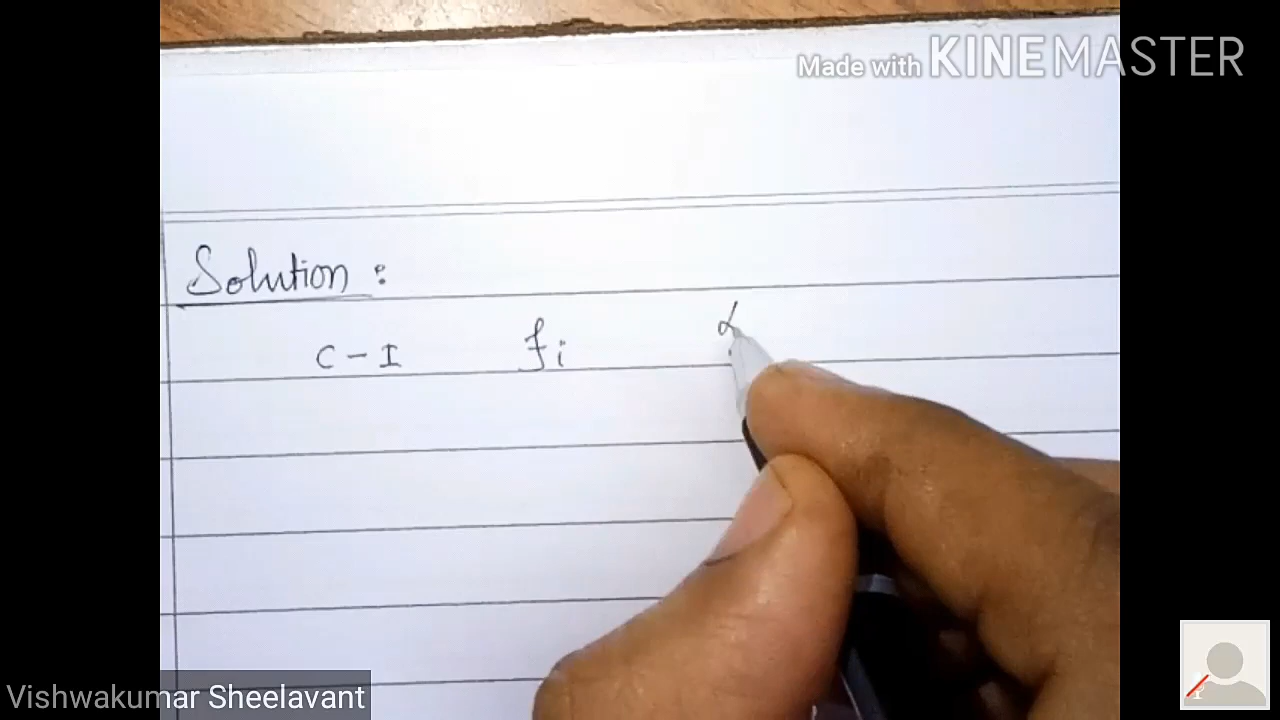 Made with KINEMASTER
Solution :
C - I fi
Vishwakumar Sheelavant